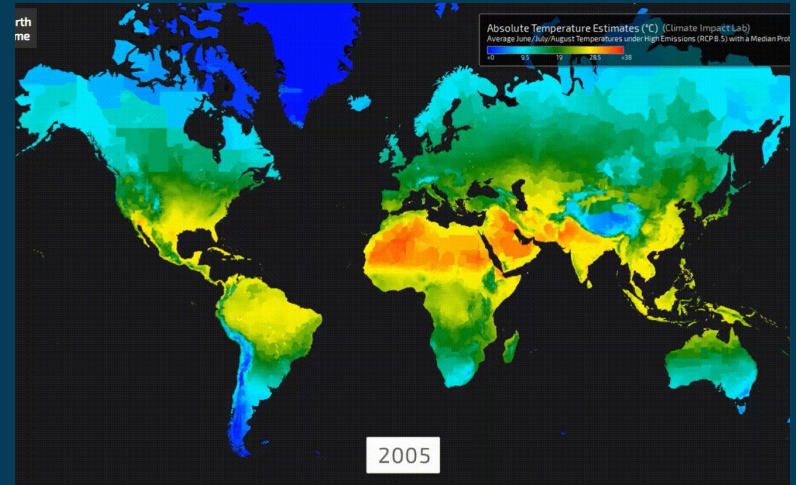 rth
me
Absolute Temperature Estimates (°C) (Climate Impact Lab)
Average June/July/August Temperatures under High Emissions (RCP 8.5) with a Median Prob
<0 9.5 19 28.5 >38
2005